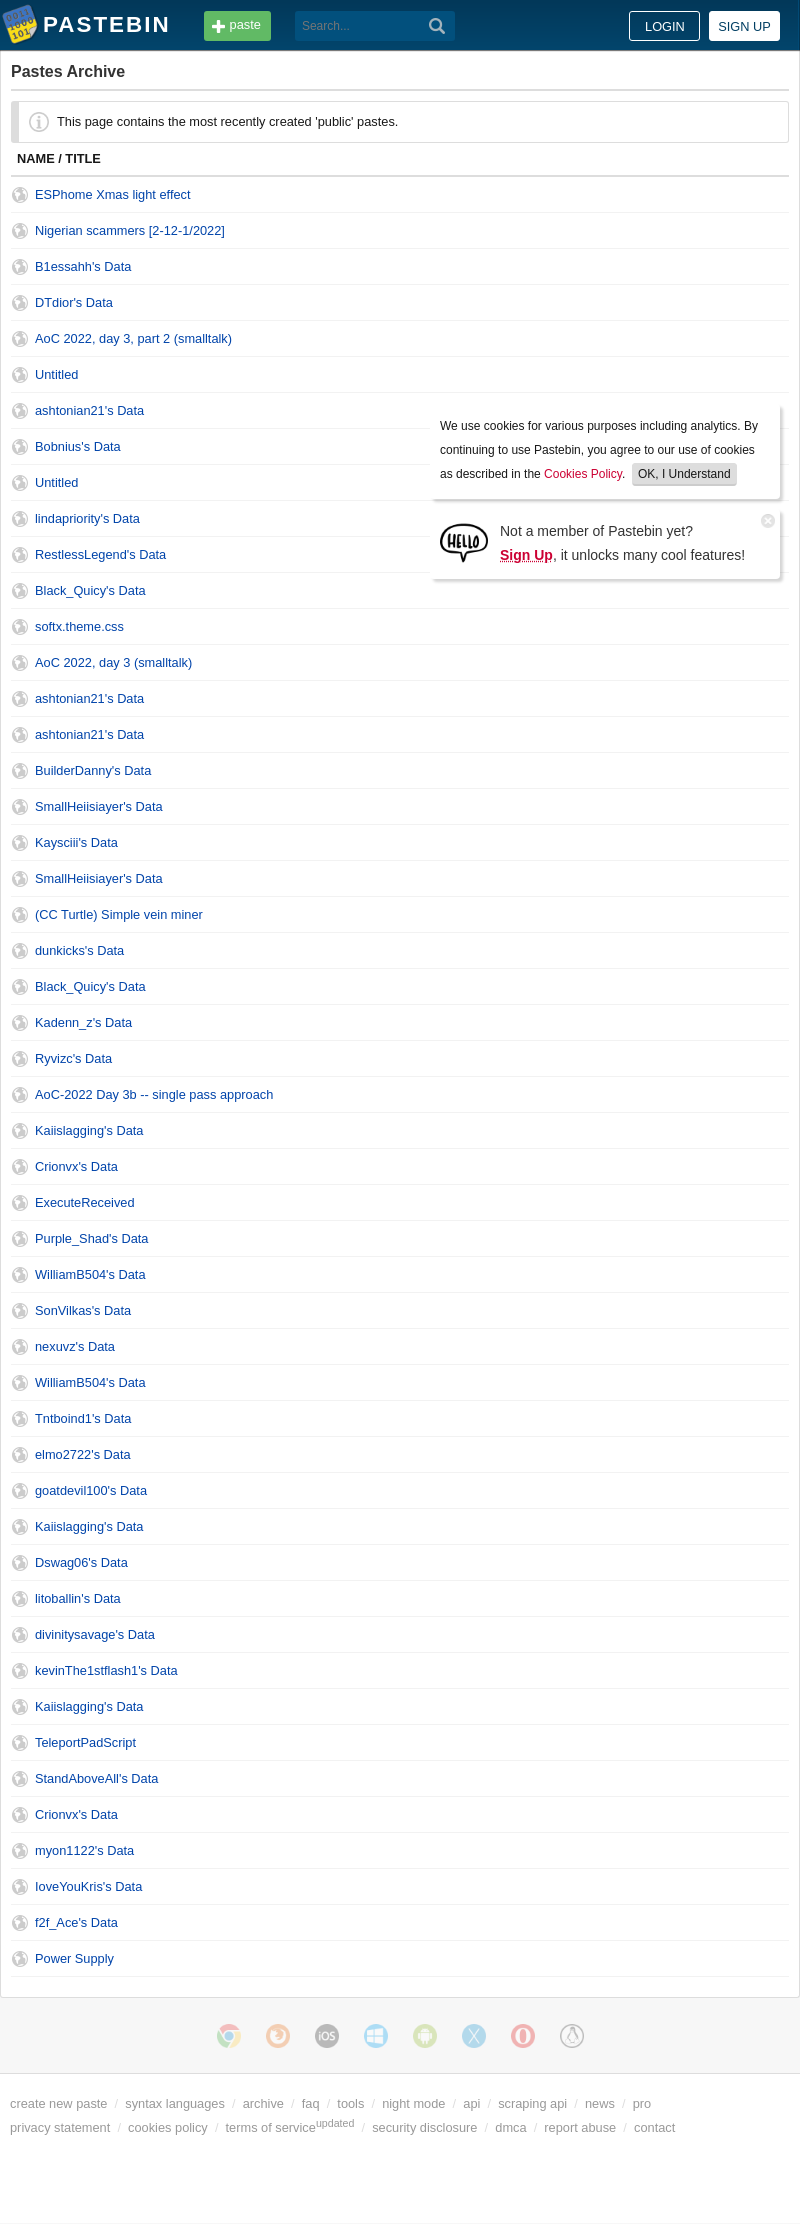 PASTEBIN paste Search... LOGIN SIGN UP
Pastes Archive
This page contains the most recently created 'public' pastes.
NAME / TITLE
ESPhome Xmas light effect
Nigerian scammers [2-12-1/2022]
B1essahh's Data
DTdior's Data
AoC 2022, day 3, part 2 (smalltalk)
Untitled
ashtonian21's Data
Bobnius's Data
Untitled
lindapriority's Data
RestlessLegend's Data
Black_Quicy's Data
softx.theme.css
AoC 2022, day 3 (smalltalk)
ashtonian21's Data
ashtonian21's Data
BuilderDanny's Data
SmallHeiisiayer's Data
Kaysciii's Data
SmallHeiisiayer's Data
(CC Turtle) Simple vein miner
dunkicks's Data
Black_Quicy's Data
Kadenn_z's Data
Ryvizc's Data
AoC-2022 Day 3b -- single pass approach
Kaiislagging's Data
Crionvx's Data
ExecuteReceived
Purple_Shad's Data
WilliamB504's Data
SonVilkas's Data
nexuvz's Data
WilliamB504's Data
Tntboind1's Data
elmo2722's Data
goatdevil100's Data
Kaiislagging's Data
Dswag06's Data
litoballin's Data
divinitysavage's Data
kevinThe1stflash1's Data
Kaiislagging's Data
TeleportPadScript
StandAboveAll's Data
Crionvx's Data
myon1122's Data
IoveYouKris's Data
f2f_Ace's Data
Power Supply
We use cookies for various purposes including analytics. By
continuing to use Pastebin, you agree to our use of cookies
as described in the Cookies Policy. OK, I Understand
HELLO
Not a member of Pastebin yet?
Sign Up, it unlocks many cool features!
iOS
create new paste / syntax languages / archive / faq / tools / night mode / api / scraping api / news / pro
privacy statement / cookies policy / terms of serviceupdated / security disclosure / dmca / report abuse / contact